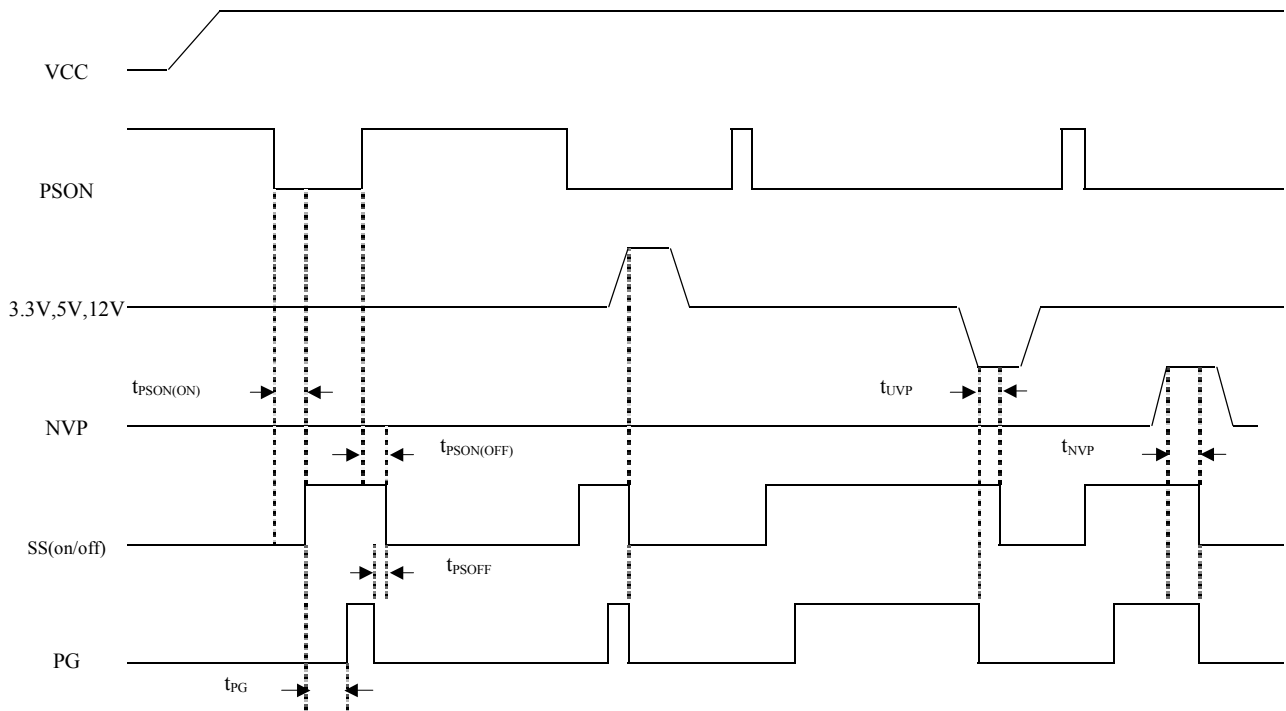 VCC
PSON
3.3V,5V,12V
tPSON(ON)
tUVP
NVP
tPSON(OFF)
tNVP
SS(on/off)
tPSOFF
PG
tPG